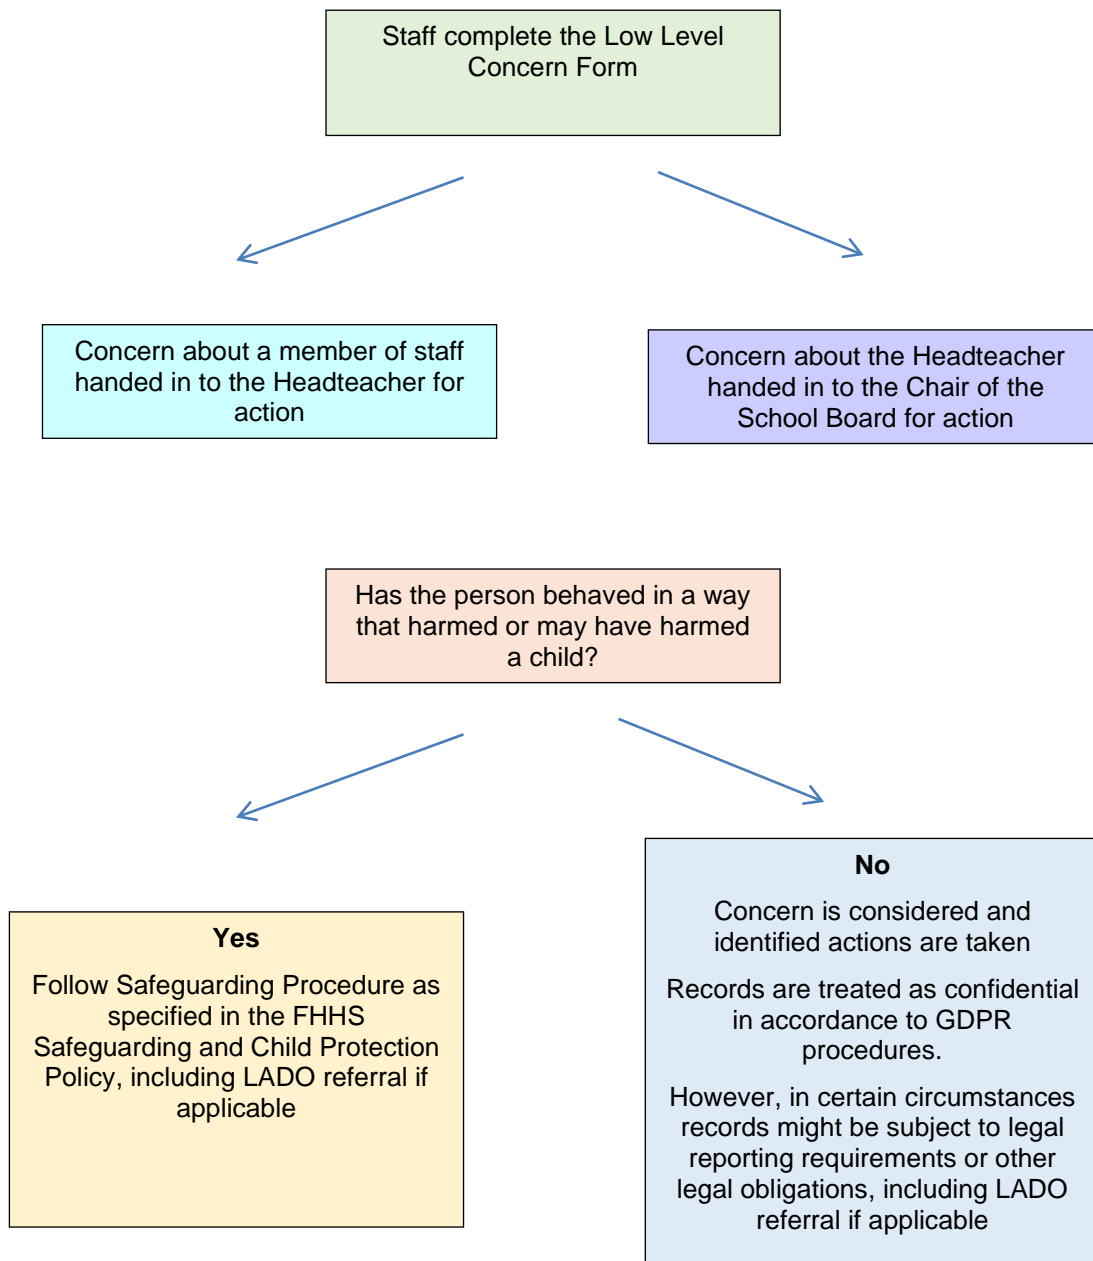 Staff complete the Low Level
Concern Form
Concern about a member of staff
handed in to the Headteacher for
action
Concern about the Headteacher
handed in to the Chair of the
School Board for action
Has the person behaved in a way
that harmed or may have harmed
a child?
Yes
Follow Safeguarding Procedure as
specified in the FHHS
Safeguarding and Child Protection
Policy, including LADO referral if
applicable
No
Concern is considered and
identified actions are taken
Records are treated as confidential
in accordance to GDPR
procedures.
However, in certain circumstances
records might be subject to legal
reporting requirements or other
legal obligations, including LADO
referral if applicable